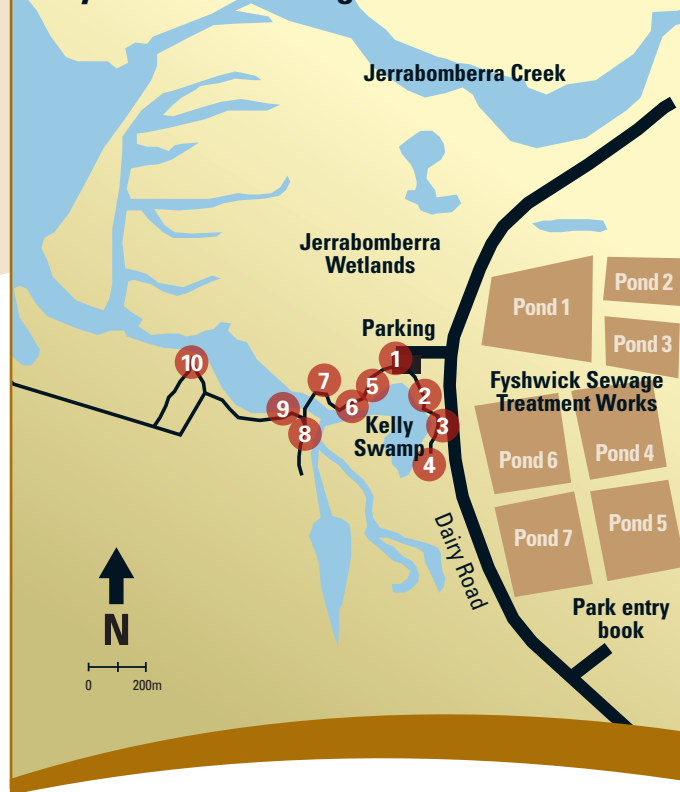 Jerrabomberra Creek
Jerrabomberra
Wetlands
Pond 2
Pond 1
Parking
Pond 3
1
10
7
5
Fyshwick Sewage
Treatment Works
2
6
9
Kelly
Swamp
3
8
4
Pond 6
Pond 4
Pond 5
Pond 7
Dairy Road
Park entry
book
N
0 200m